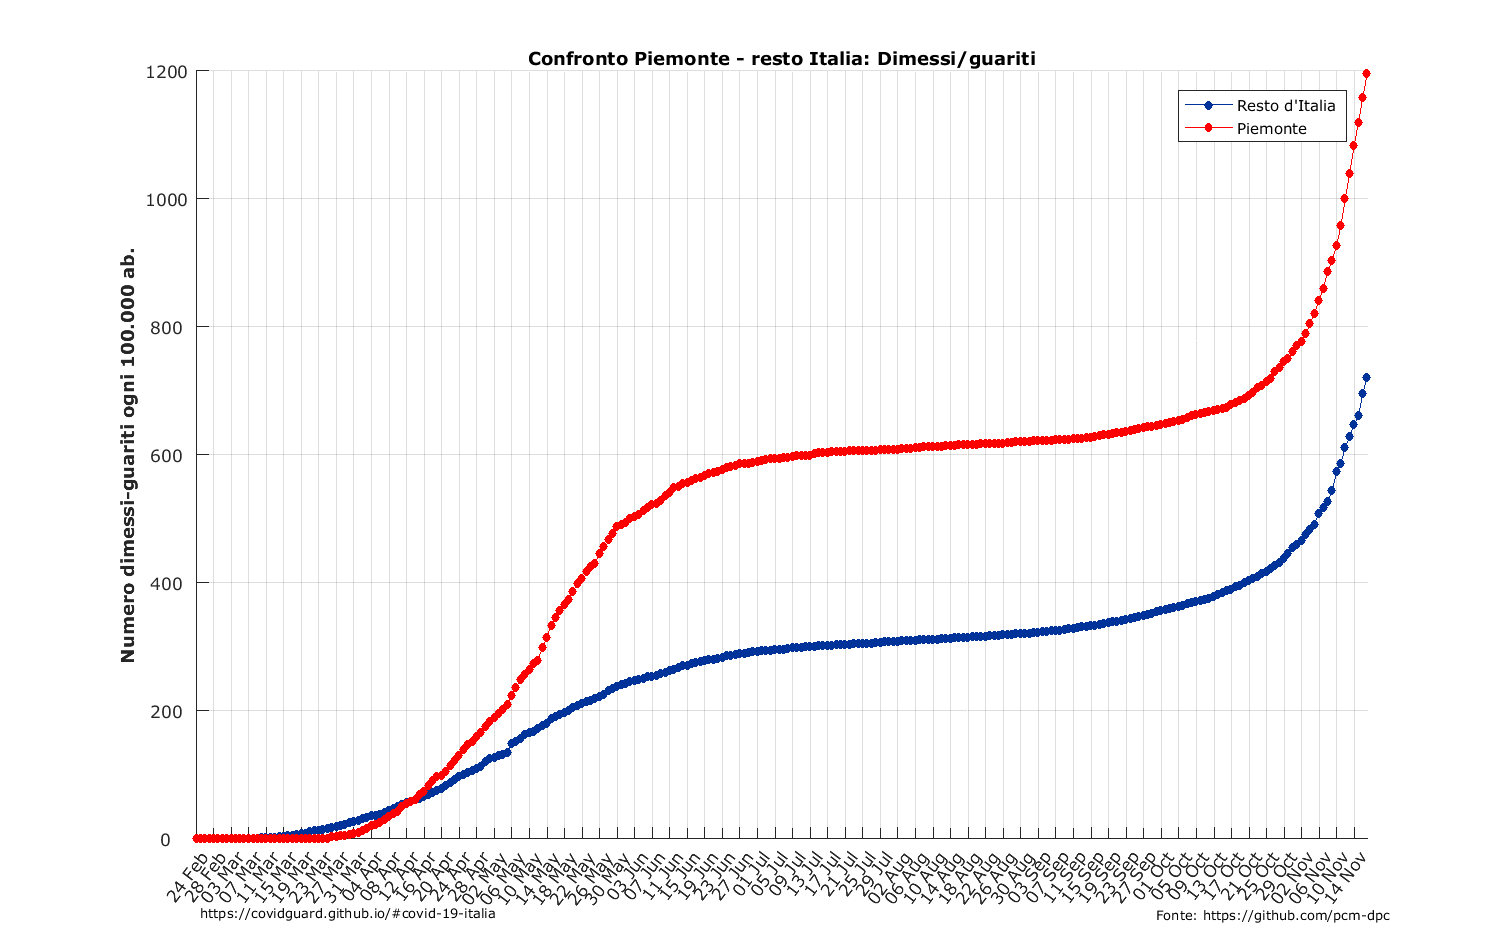 Confronto Piemonte - resto Italia: Dimessi/guariti
Resto d'Italia
Piemonte
Numero dimessi-guariti ogni 100.000 ab.
1200
1000
800
600
400
200
0
24 Feb
28 Feb
03 Mar
07 Mar
11 Mar
15 Mar
19 Mar
23 Mar
27 Mar
31 Mar
04 Apr
08 Apr
12 Apr
16 Apr
20 Apr
24 Apr
28 Apr
02 May
06 May
10 May
14 May
18 May
22 May
26 May
30 May
03 Jun
07 Jun
11 Jun
15 Jun
19 Jun
23 Jun
27 Jun
01 Jul
05 Jul
09 Jul
13 Jul
17 Jul
21 Jul
25 Jul
29 Jul
02 Aug
06 Aug
10 Aug
14 Aug
18 Aug
22 Aug
26 Aug
30 Aug
03 Sep
07 Sep
11 Sep
15 Sep
19 Sep
23 Sep
27 Sep
01 Oct
05 Oct
09 Oct
13 Oct
17 Oct
21 Oct
25 Oct
29 Oct
02 Nov
06 Nov
10 Nov
14 Nov
https://covidguard.github.io/#covid-19-italia
Fonte: https://github.com/pcm-dpc